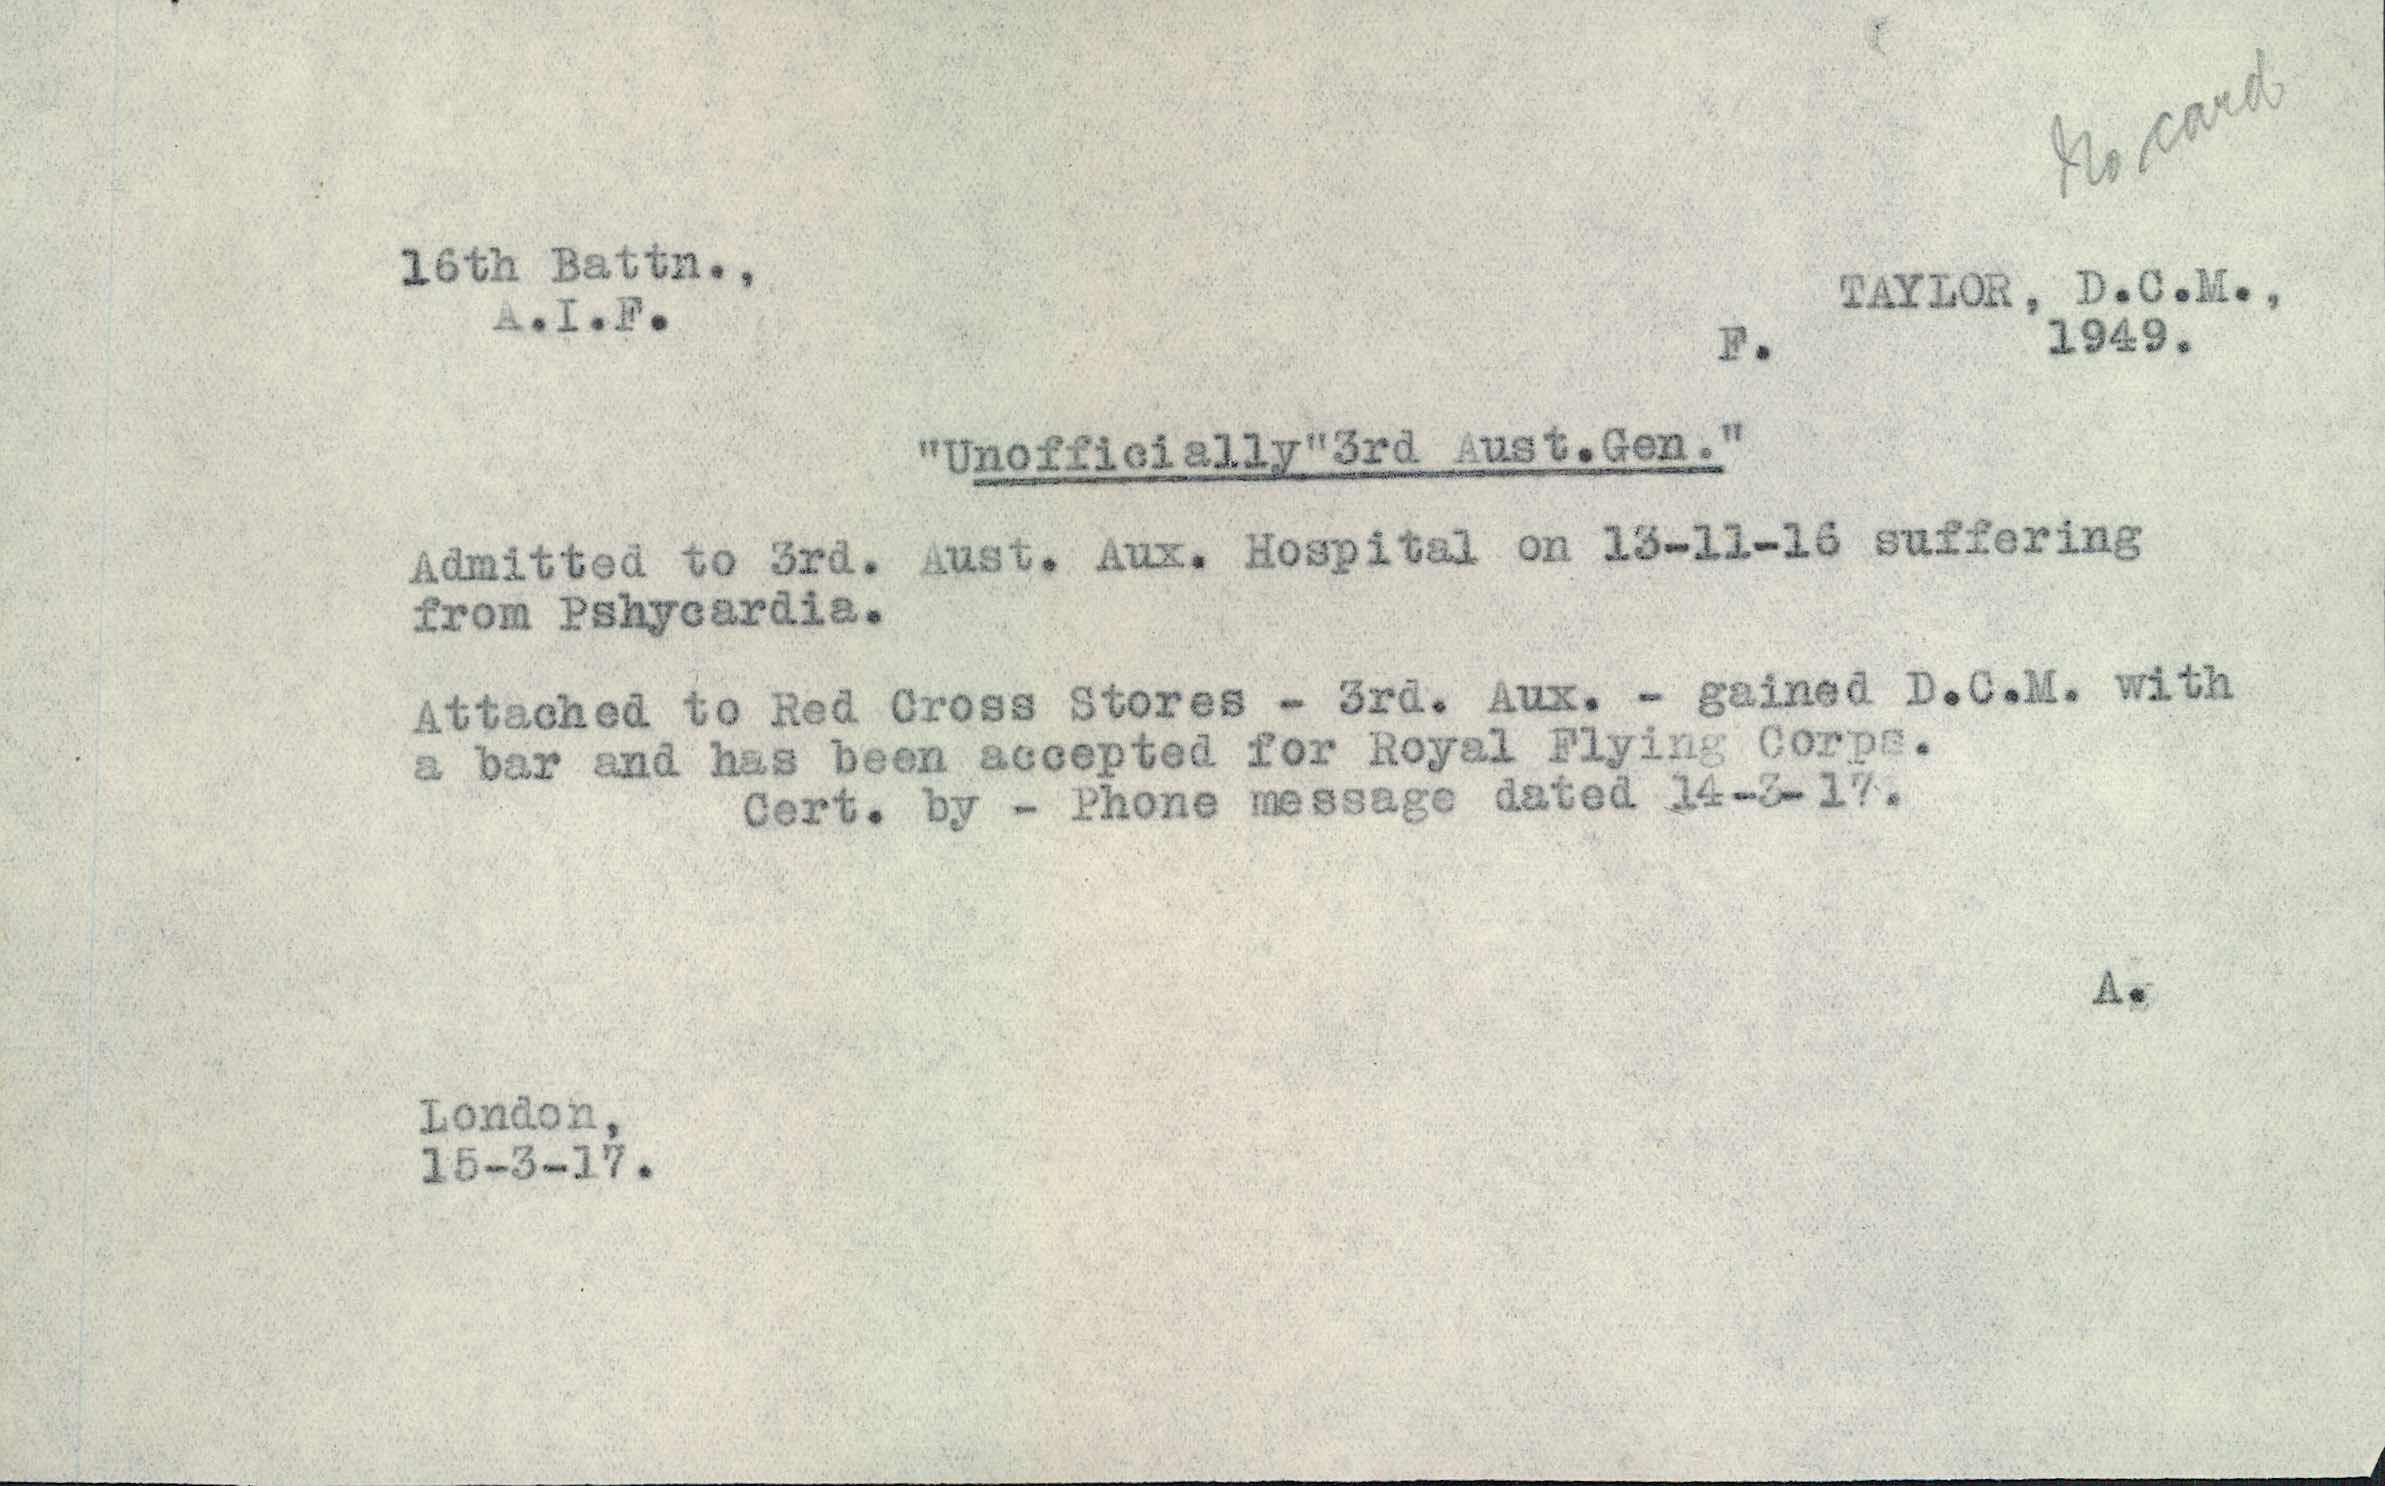 No card
16th Battn.,
A.I.F.
TAYLOR, D.C.M.,
F. 1949.
"Unofficially"3rd Aust.Gen."
Admitted to 3rd. Aust. Aux. Hospital on 13-11-16 suffering
from Pshycardia.
Attached to Red Cross Stores - 3rd. Aux. - gained D.C.M. with
a bar and has been accepted for Royal Flying Corps.
Cert. by - Phone message dated 14-3-17.
A.
London,
15-3-17.